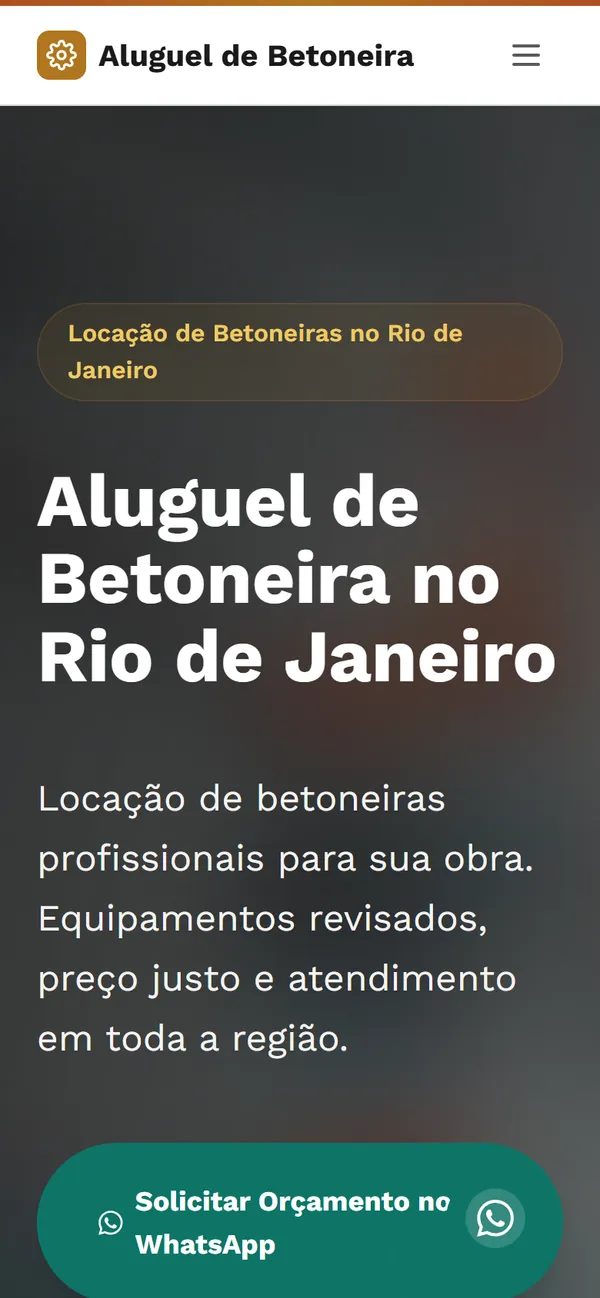 Aluguel de Betoneira
Locação de Betoneiras no Rio de
Janeiro
Aluguel de
Betoneira no
Rio de Janeiro
Locação de betoneiras
profissionais para sua obra.
Equipamentos revisados,
preço justo e atendimento
em toda a região.
Solicitar Orçamento no
WhatsApp